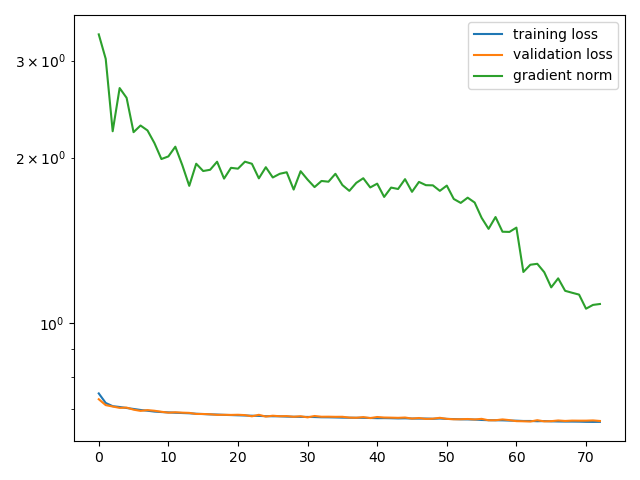 training loss
validation loss
gradient norm
3 × 10⁰
2 × 10⁰
10⁰
0 10 20 30 40 50 60 70